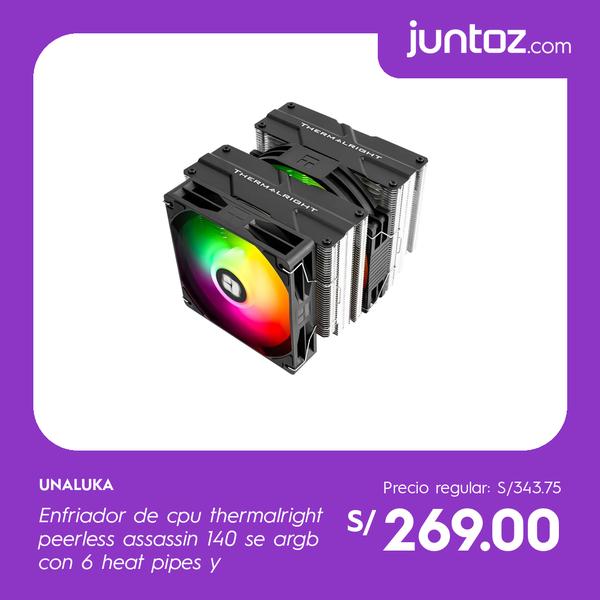 juntoz.com
THERMALRIGHT
THERMALRIGHT
UNALUKA
Enfriador de cpu thermalright
peerless assassin 140 se argb
con 6 heat pipes y
Precio regular: S/343.75
S/ 269.00